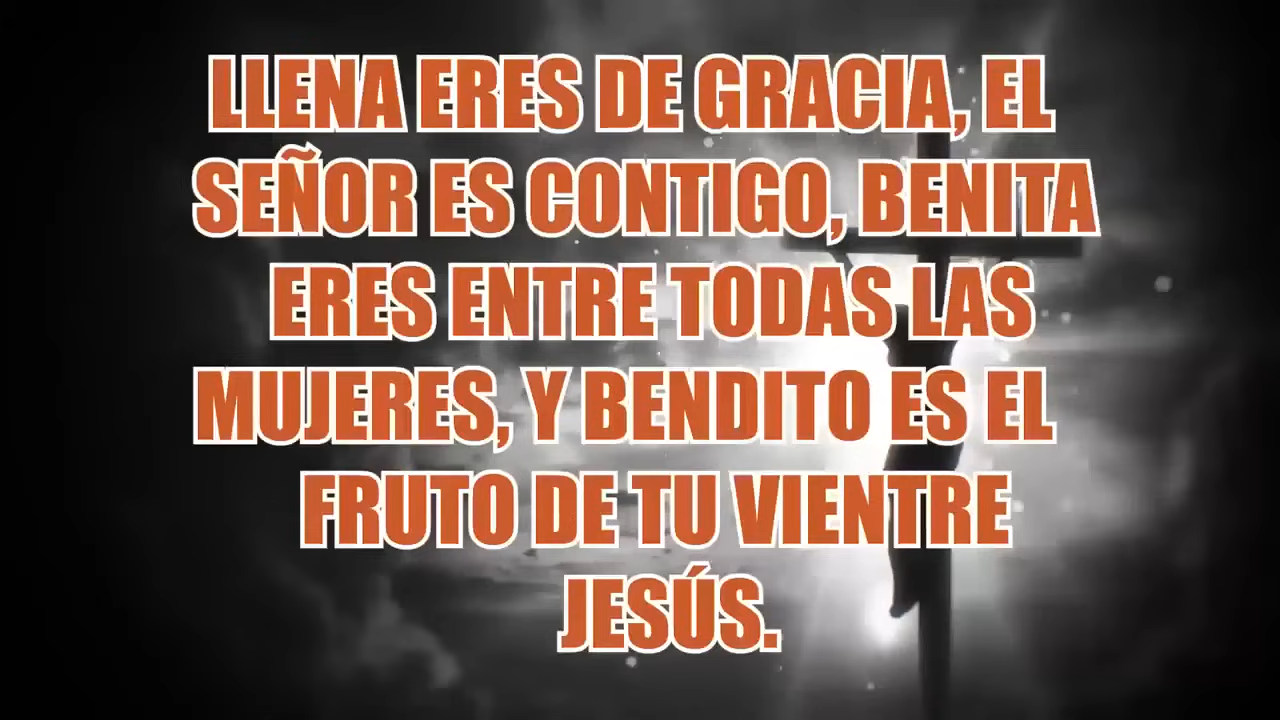 LLENA ERES DE GRACIA, EL
SEÑOR ES CONTIGO, BENITA
ERES ENTRE TODAS LAS
MUJERES, Y BENDITO ES EL
FRUTO DE TU VIENTRE
JESÚS.